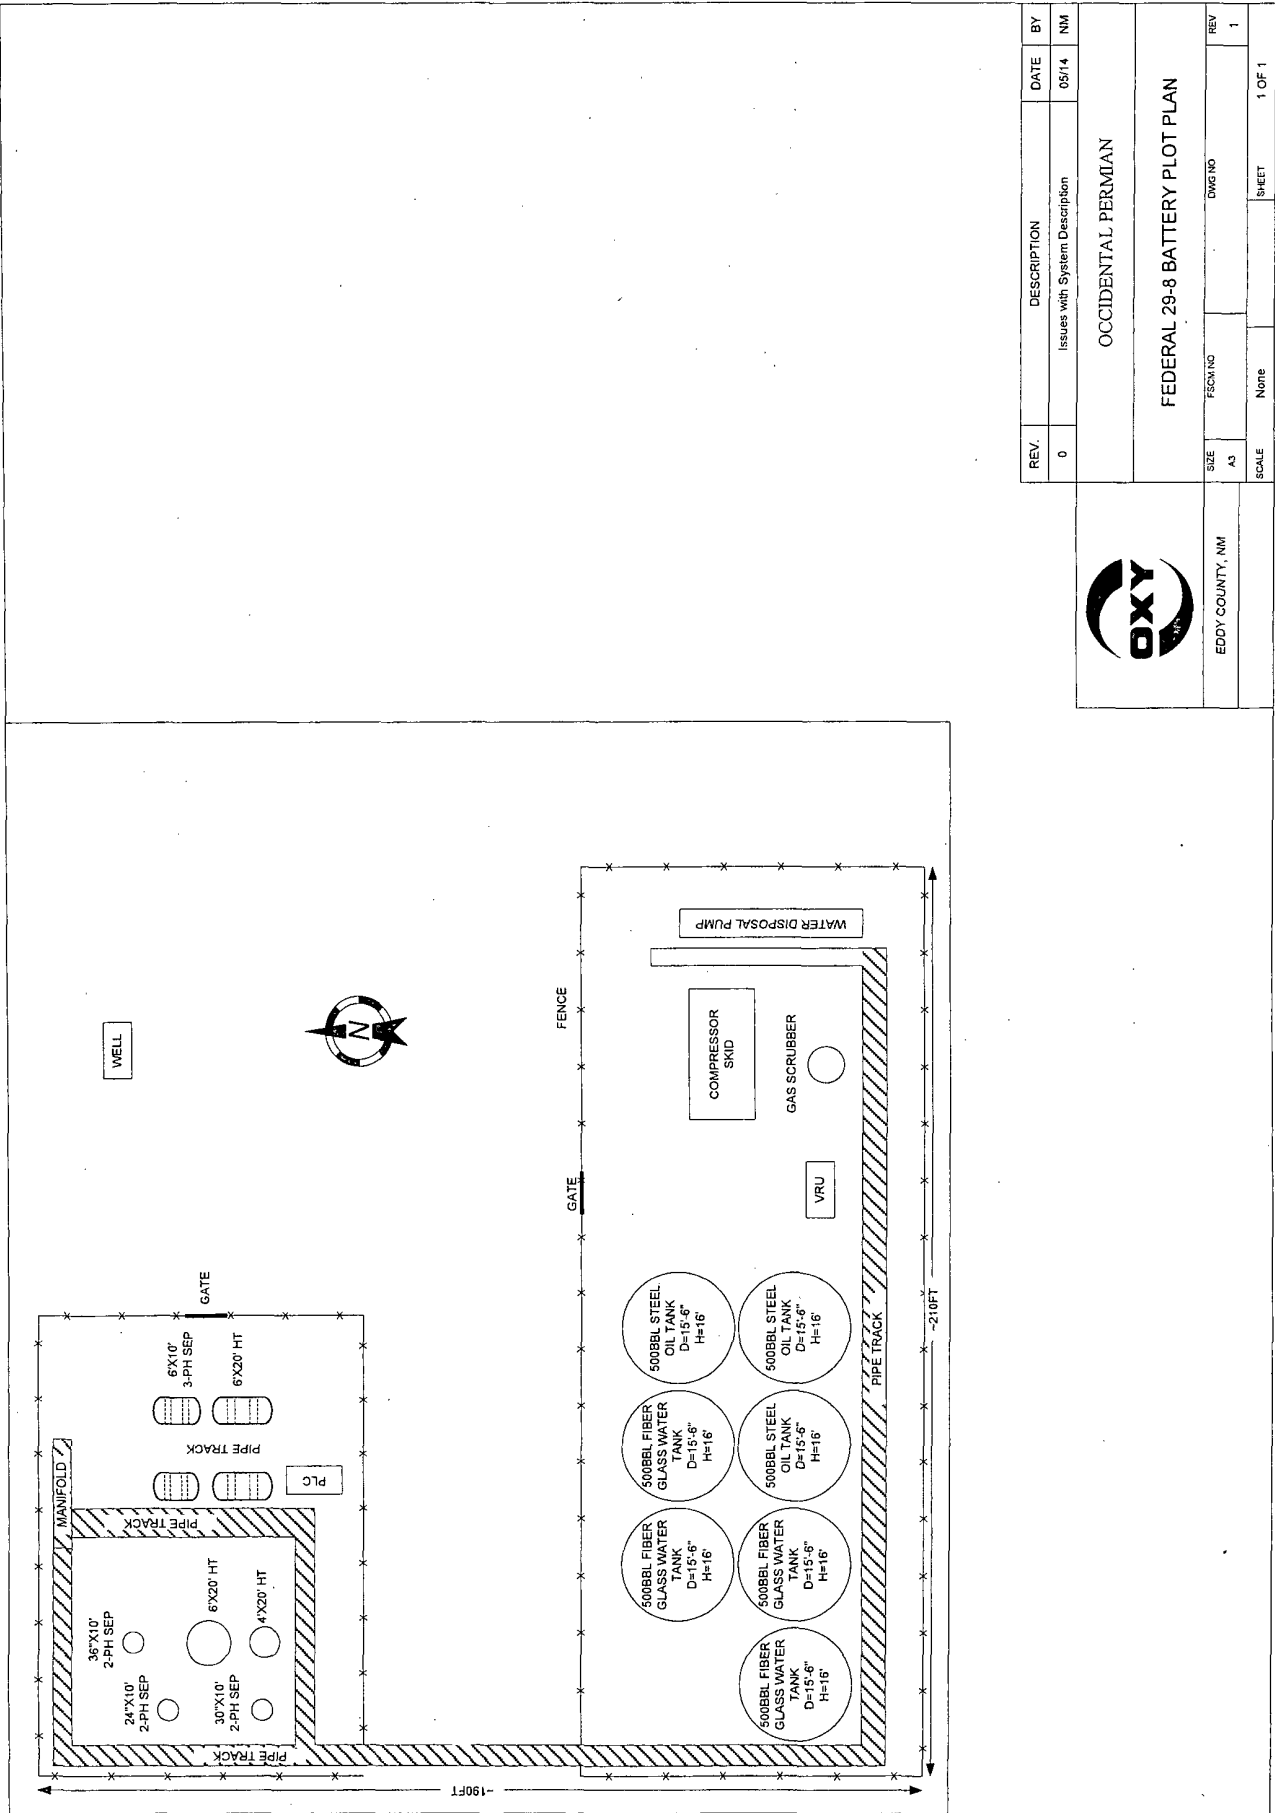 MANIFOLD
36"X10'
2-PH SEP
24"X10'
2-PH SEP
6'X20' HT
4'X20' HT
30"X10'
2-PH SEP
PIPE TRACK
PIPE TRACK
PIPE TRACK
6'X10'
3-PH SEP
6'X20' HT
PLC
GATE
WELL
N
FENCE
GATE
500BBL FIBER
GLASS WATER
TANK
D=15'-6"
H=16'
500BBL FIBER
GLASS WATER
TANK
D=15'-6"
H=16'
500BBL STEEL
OIL TANK
D=15'-6"
H=16'
500BBL FIBER
GLASS WATER
TANK
D=15'-6"
H=16'
500BBL FIBER
GLASS WATER
TANK
D=15'-6"
H=16'
500BBL STEEL
OIL TANK
D=15'-6"
H=16'
500BBL STEEL
OIL TANK
D=15'-6"
H=16'
VRU
COMPRESSOR
SKID
GAS SCRUBBER
WATER DISPOSAL PUMP
PIPE TRACK
~210FT
~190FT
REV. DESCRIPTION DATE BY
0 Issues with System Description 05/14 NM
OCCIDENTAL PERMIAN
FEDERAL 29-8 BATTERY PLOT PLAN
OXY
EDDY COUNTY, NM
SIZE FSCM NO DWG NO REV
A3 1
SCALE None SHEET 1 OF 1